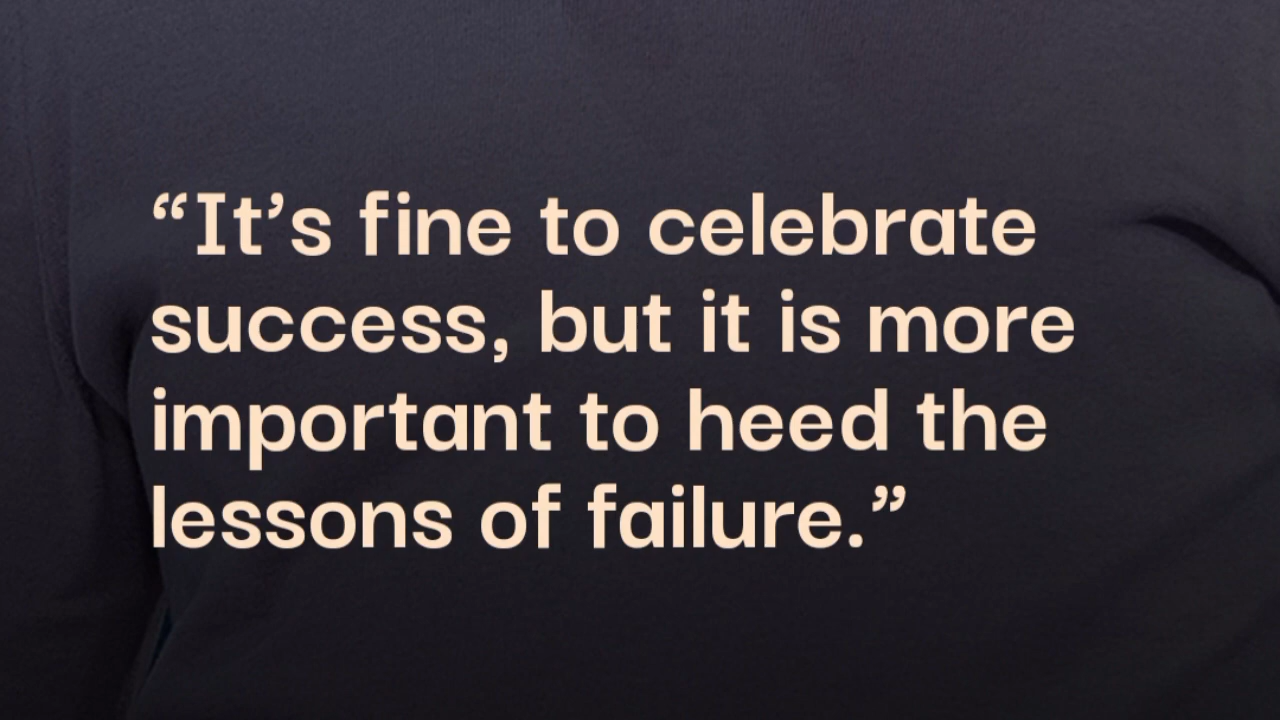 “It’s fine to celebrate
success, but it is more
important to heed the
lessons of failure.”